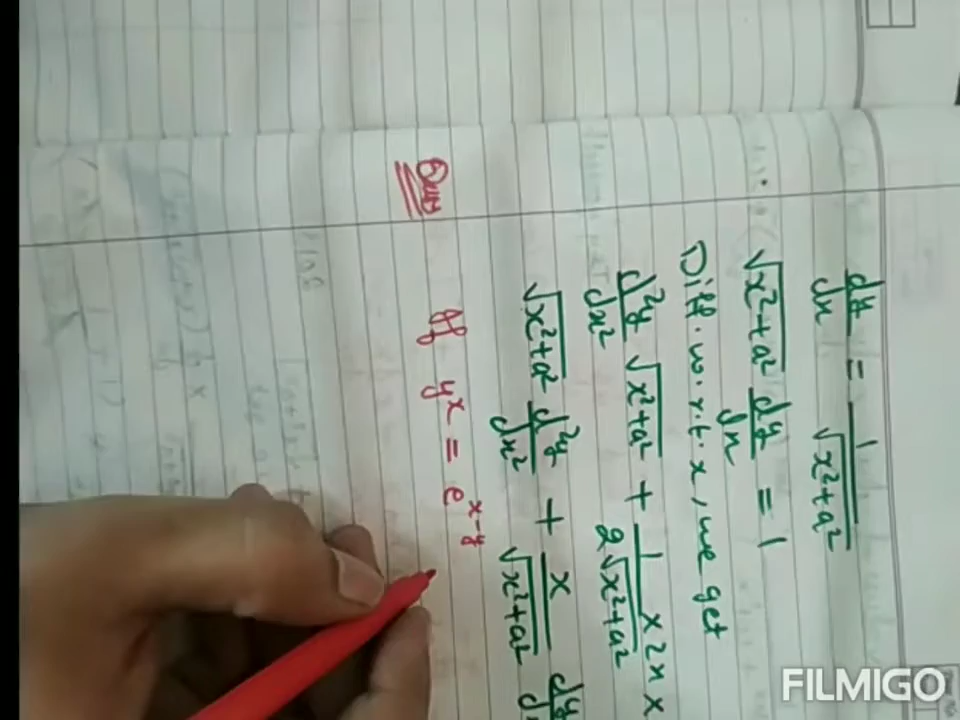 dy/dx = 1/√x²+a²
√x²+a² dy/dx = 1
Diff. w.r.t. x, we get
d²y/dx² √x²+a² + 1/2√x²+a² × 2x ×
√x²+a² d²y/dx² + x/√x²+a² dy/d
Ques If yˣ = eˣ⁻ʸ
FILMIGO